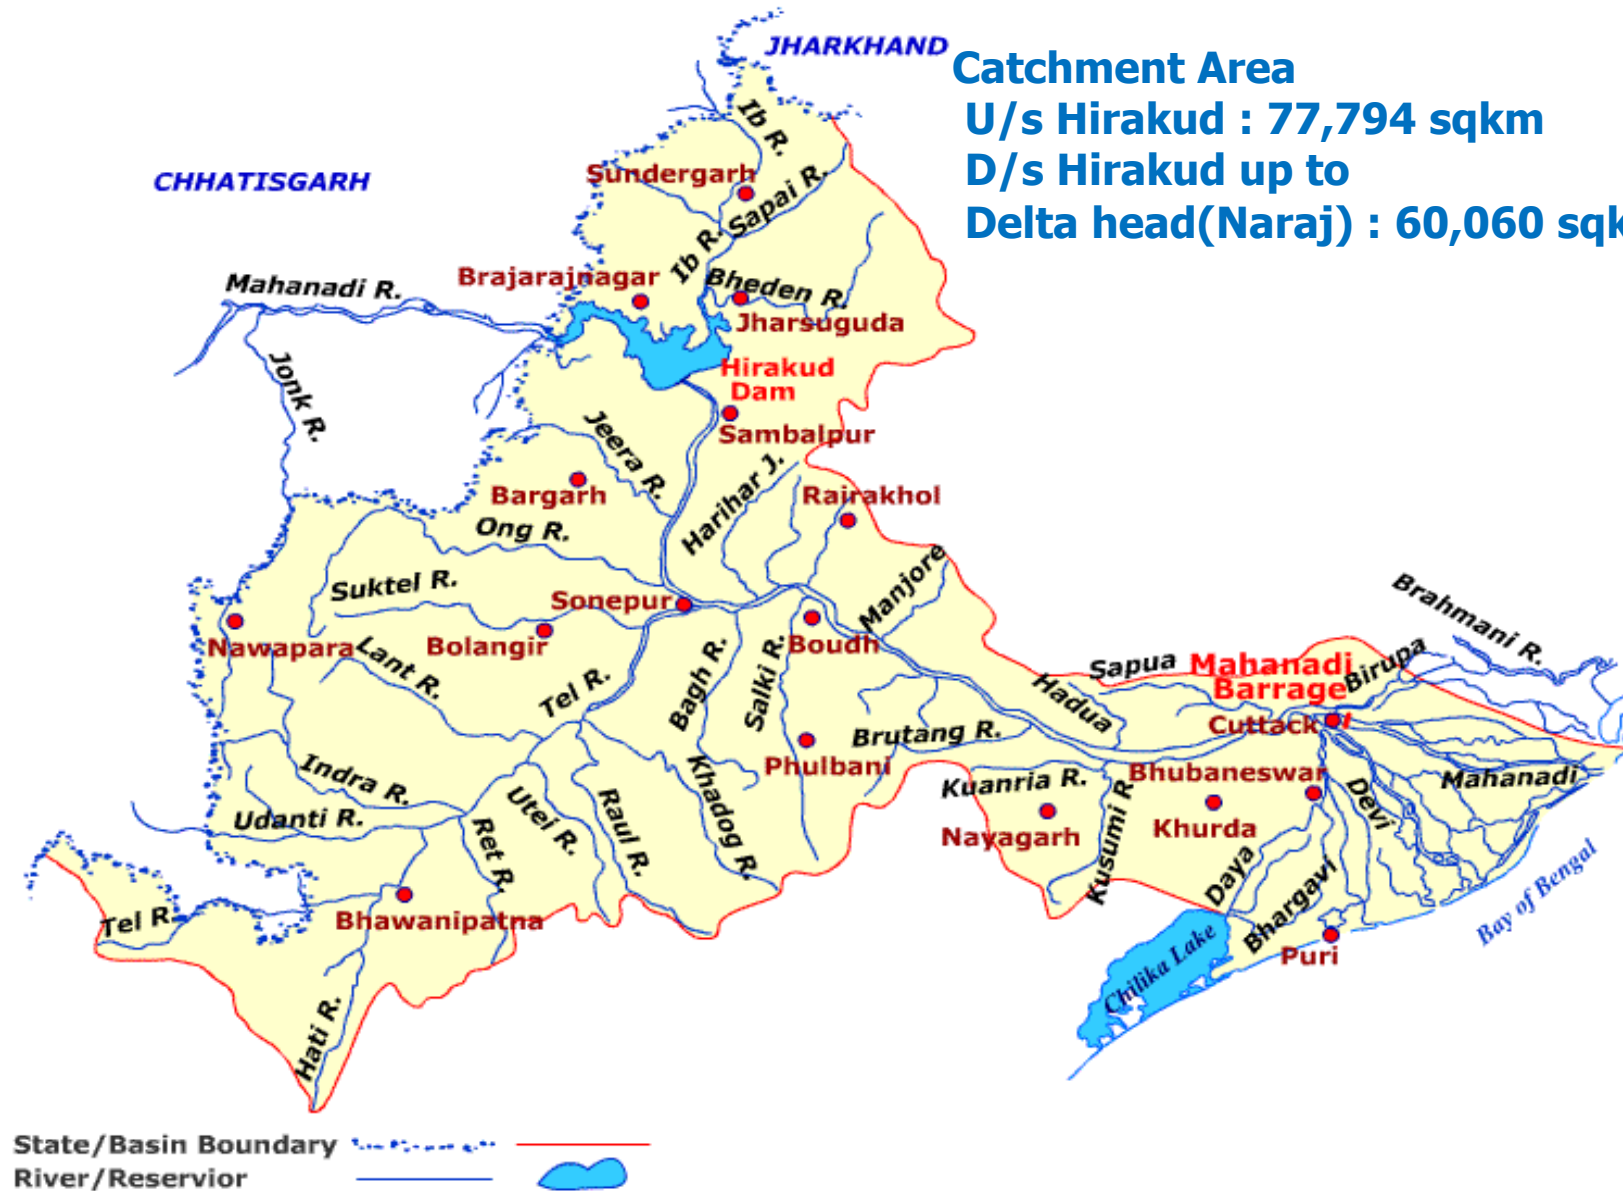 JHARKHAND
Catchment Area
U/s Hirakud : 77,794 sqkm
D/s Hirakud up to
Delta head(Naraj) : 60,060 sqk
CHHATISGARH
Ib R.
Sundergarh
Sapai R.
Ib R.
Brajarajnagar
Bheden R.
Mahanadi R.
Jharsuguda
Jonk R.
Hirakud
Dam
Sambalpur
Jeera R.
Bargarh
Harihar J.
Rairakhol
Ong R.
Suktel R.
Sonepur
Manjore
Nawapara
Bolangir
Boudh
Lant R.
Tel R.
Bagh R.
Salki R.
Hadua
Sapua
Mahanadi
Barrage
Birupa
Brahmani R.
Cuttack
Brutang R.
Phulbani
Indra R.
Udanti R.
Utei R.
Raul R.
Khadog R.
Ret R.
Kuanria R.
Nayagarh
Kusumi R.
Bhubaneswar
Khurda
Devi
Mahanadi
Daya
Bhargavi
Puri
Bay of Bengal
Chilika Lake
Bhawanipatna
Tel R.
Hati R.
State/Basin Boundary
River/Reservior